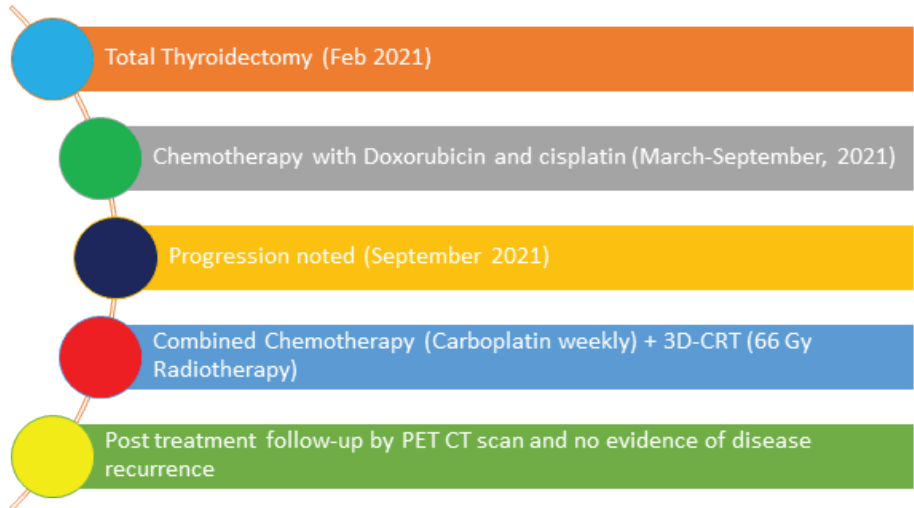 Total Thyroidectomy (Feb 2021)
Chemotherapy with Doxorubicin and cisplatin (March-September, 2021)
Progression noted (September 2021)
Combined Chemotherapy (Carboplatin weekly) + 3D-CRT (66 Gy
Radiotherapy)
Post treatment follow-up by PET CT scan and no evidence of disease
recurrence